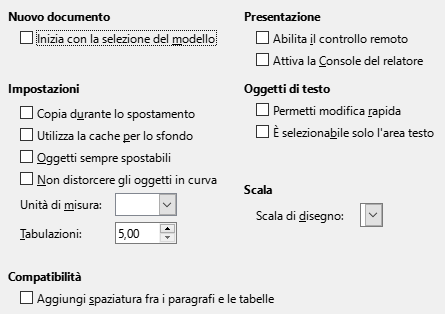 Nuovo documento
Inizia con la selezione del modello
Impostazioni
Copia durante lo spostamento
Utilizza la cache per lo sfondo
Oggetti sempre spostabili
Non distorcere gli oggetti in curva
Unità di misura:
Tabulazioni: 5,00
Compatibilità
Aggiungi spaziatura fra i paragrafi e le tabelle
Presentazione
Abilita il controllo remoto
Attiva la Console del relatore
Oggetti di testo
Permetti modifica rapida
È selezionabile solo l'area testo
Scala
Scala di disegno: